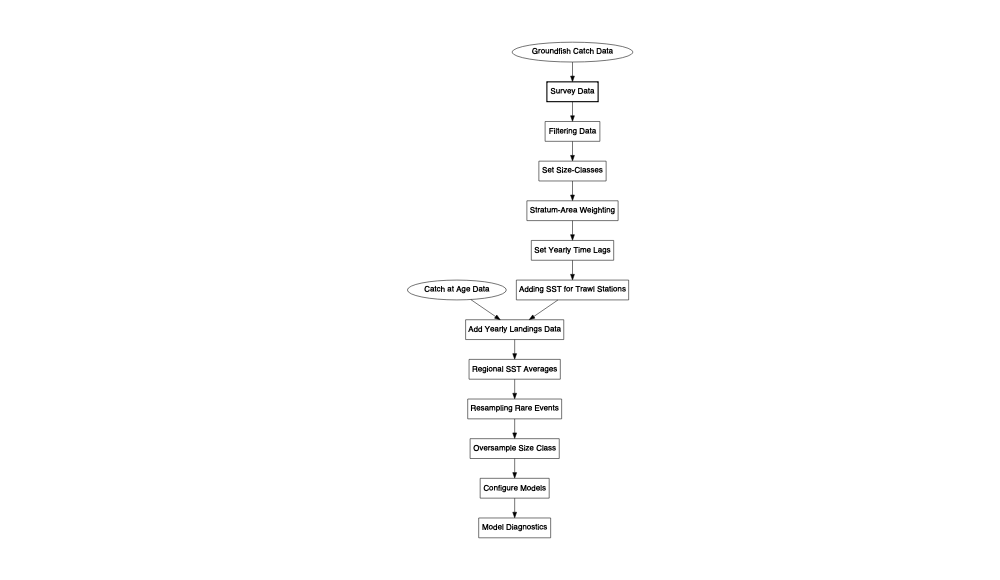 Groundfish Catch Data
Survey Data
Filtering Data
Set Size-Classes
Stratum-Area Weighting
Set Yearly Time Lags
Catch at Age Data
Adding SST for Trawl Stations
Add Yearly Landings Data
Regional SST Averages
Resampling Rare Events
Oversample Size Class
Configure Models
Model Diagnostics